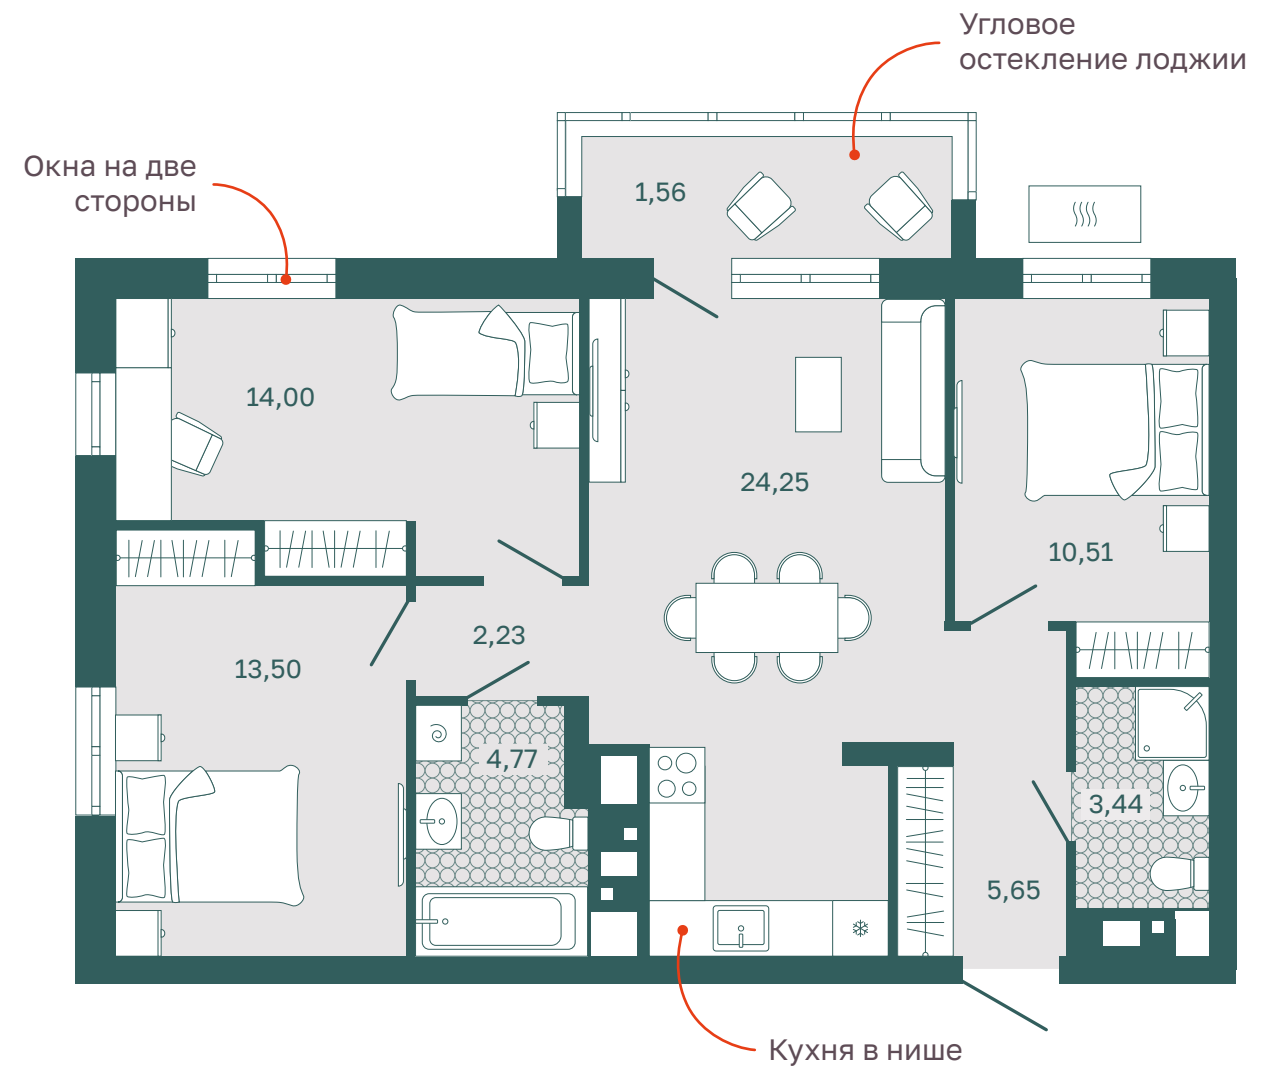 Угловое
остекление лоджии
Окна на две
стороны
1,56
14,00
24,25
10,51
2,23
13,50
4,77
3,44
5,65
Кухня в нише